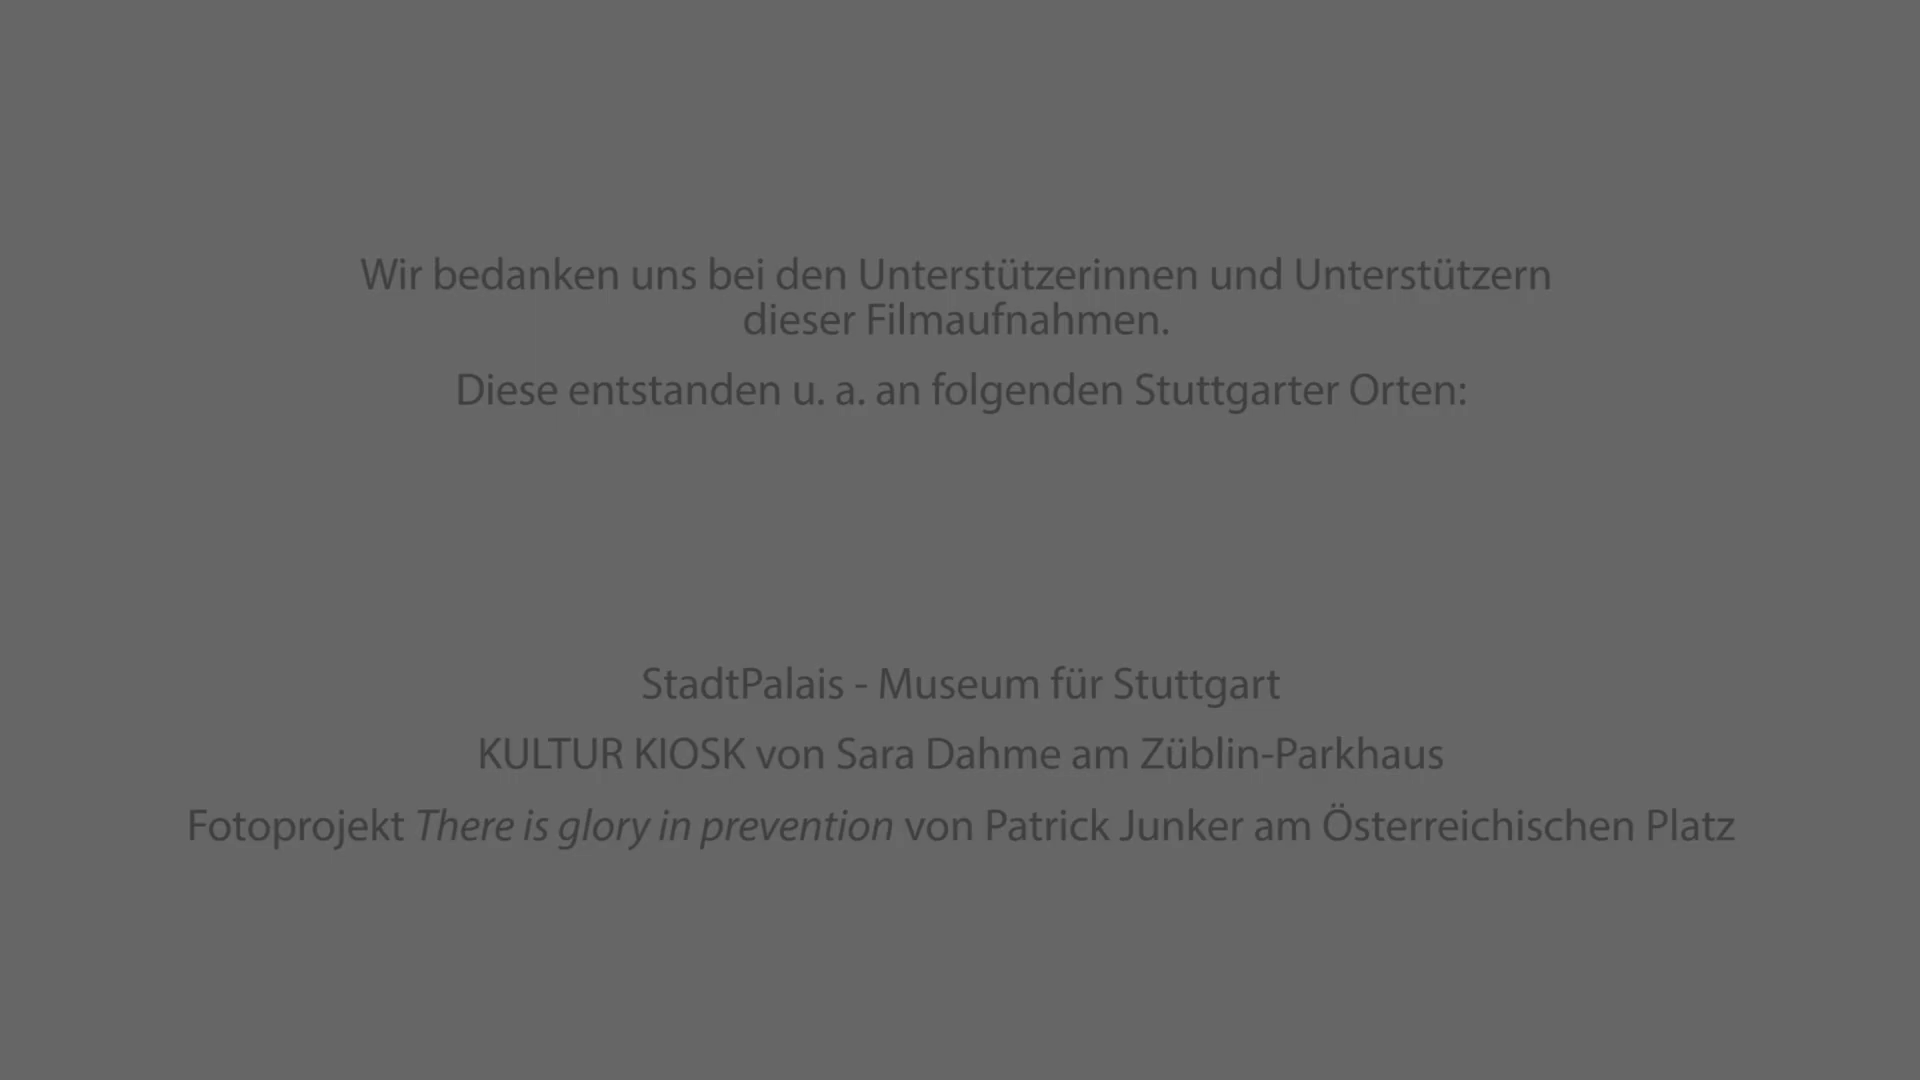 Wir bedanken uns bei den Unterstützerinnen und Unterstützern
dieser Filmaufnahmen.
Diese entstanden u. a. an folgenden Stuttgarter Orten:
StadtPalais - Museum für Stuttgart
KULTUR KIOSK von Sara Dahme am Züblin-Parkhaus
Fotoprojekt There is glory in prevention von Patrick Junker am Österreichischen Platz